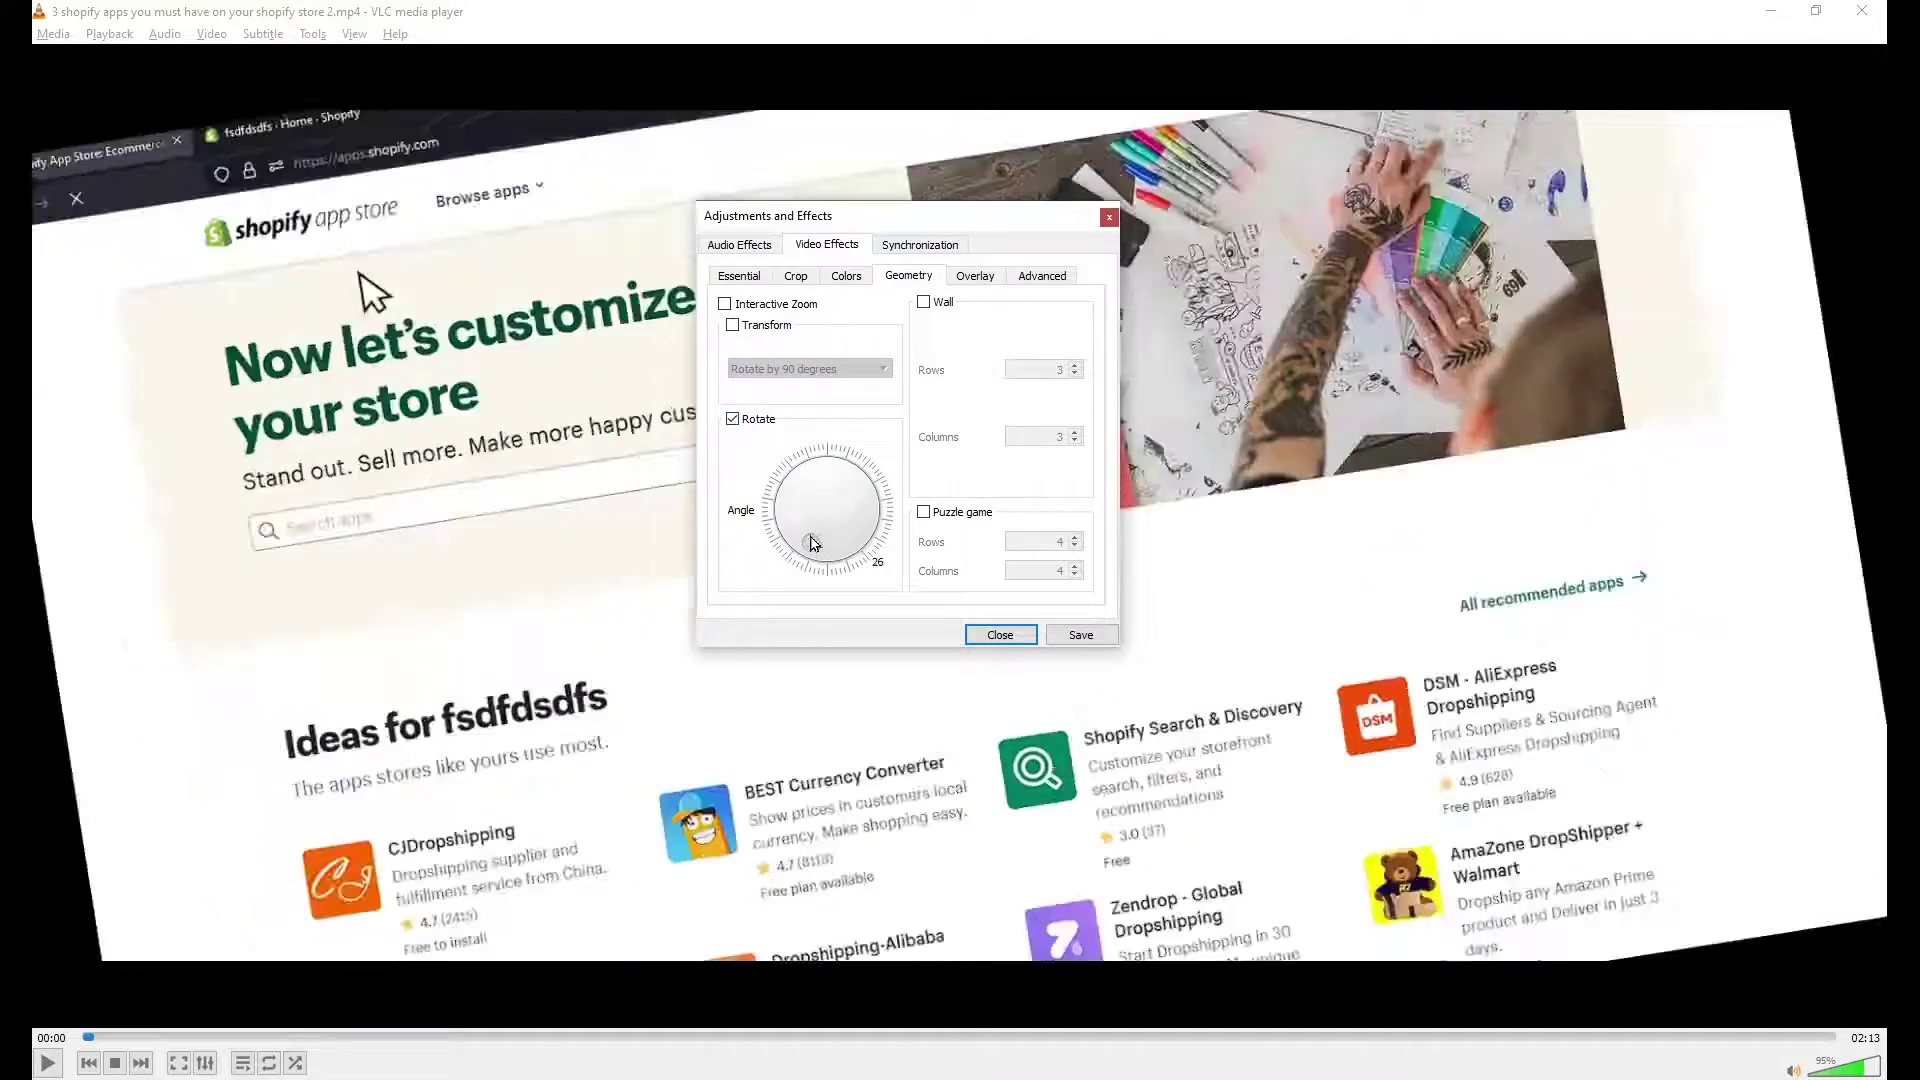 3 shopify apps you must have on your shopify store 2.mp4 - VLC media player
Media Playback Audio Video Subtitle Tools View Help
ify App Store: Ecommerc
fsdfdsdfs · Home · Shopify
https://apps.shopify.com
shopify app store
Browse apps
Now let's customize
your store
Stand out. Sell more. Make more happy cus
Search apps
Adjustments and Effects
Audio Effects Video Effects Synchronization
Essential Crop Colors Geometry Overlay Advanced
Interactive Zoom
Transform
Rotate by 90 degrees
Rotate
Angle
26
Wall
Rows 3
Columns 3
Puzzle game
Rows 4
Columns 4
Close Save
All recommended apps →
Ideas for fsdfdsdfs
The apps stores like yours use most.
CJ
CJDropshipping
Dropshipping supplier and
fulfillment service from China.
4.7 (2415)
Free to install
BEST Currency Converter
Show prices in customers local
currency. Make shopping easy.
4.7
Free plan available
Dropshipping-Alibaba
Shopify Search & Discovery
Customize your storefront
search, filters, and
recommendations
3.0 (37)
Free
Zendrop - Global
Dropshipping
Start Dropshipping in 30
unique
DSM
DSM - AliExpress
Dropshipping
Find Suppliers & Sourcing Agent
& AliExpress Dropshipping
4.9 (628)
Free plan available
AmaZone DropShipper +
Walmart
Dropship any Amazon Prime
product and Deliver in just 3
days.
00:00
02:13
95%